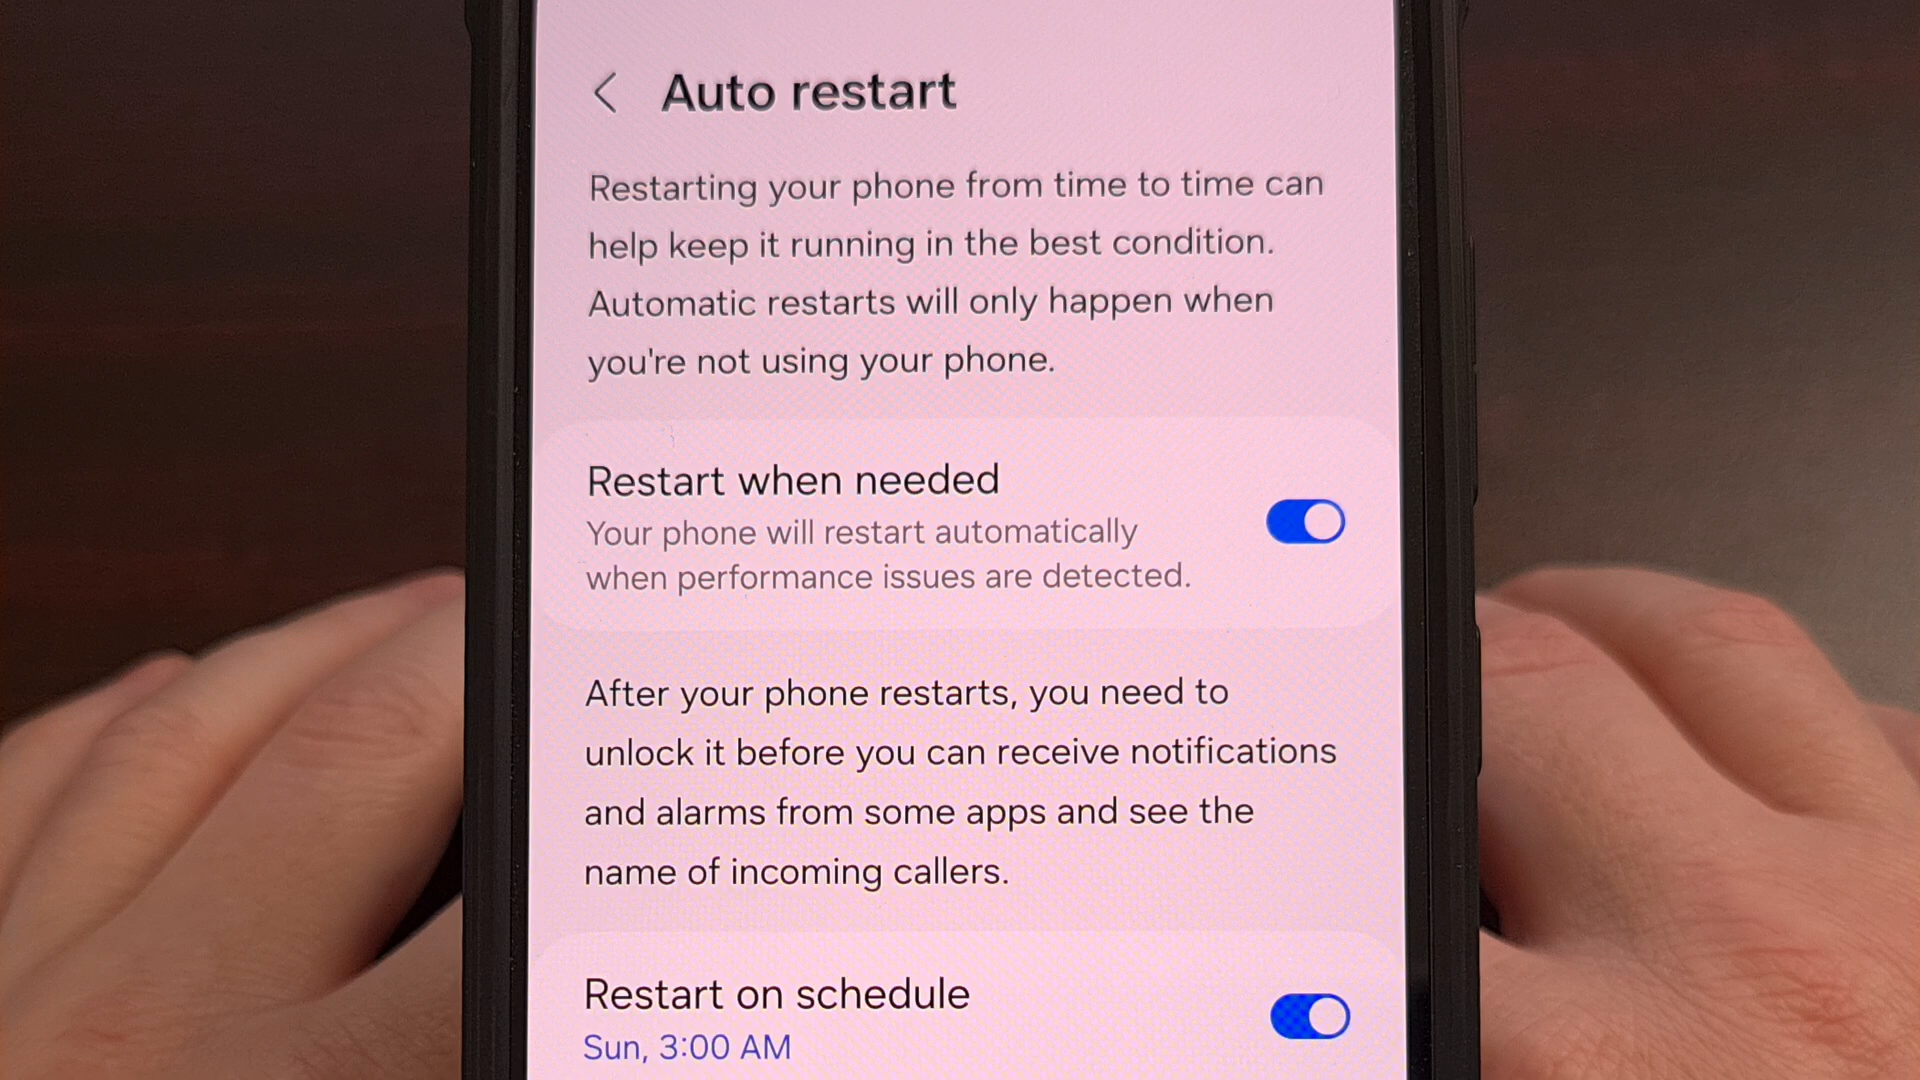 Auto restart
Restarting your phone from time to time can
help keep it running in the best condition.
Automatic restarts will only happen when
you're not using your phone.
Restart when needed
Your phone will restart automatically
when performance issues are detected.
After your phone restarts, you need to
unlock it before you can receive notifications
and alarms from some apps and see the
name of incoming callers.
Restart on schedule
Sun, 3:00 AM